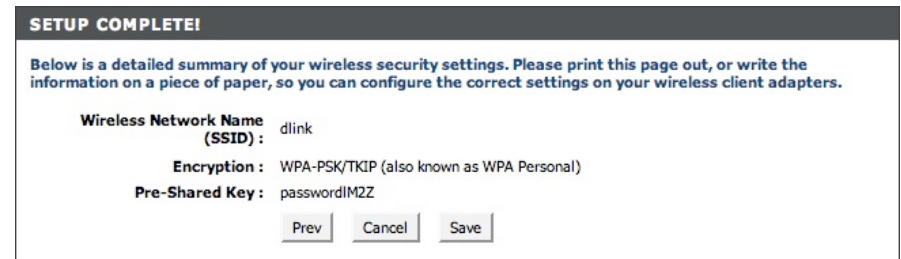 SETUP COMPLETE!
Below is a detailed summary of your wireless security settings. Please print this page out, or write the
information on a piece of paper, so you can configure the correct settings on your wireless client adapters.
Wireless Network Name
(SSID) : dlink
Encryption : WPA-PSK/TKIP (also known as WPA Personal)
Pre-Shared Key : passwordIM2Z
Prev Cancel Save